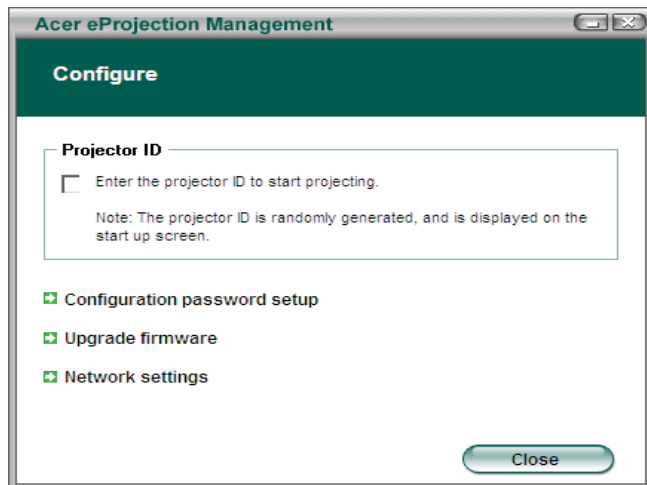 Acer eProjection Management
Configure
Projector ID
Enter the projector ID to start projecting.
Note: The projector ID is randomly generated, and is displayed on the
start up screen.
Configuration password setup
Upgrade firmware
Network settings
Close